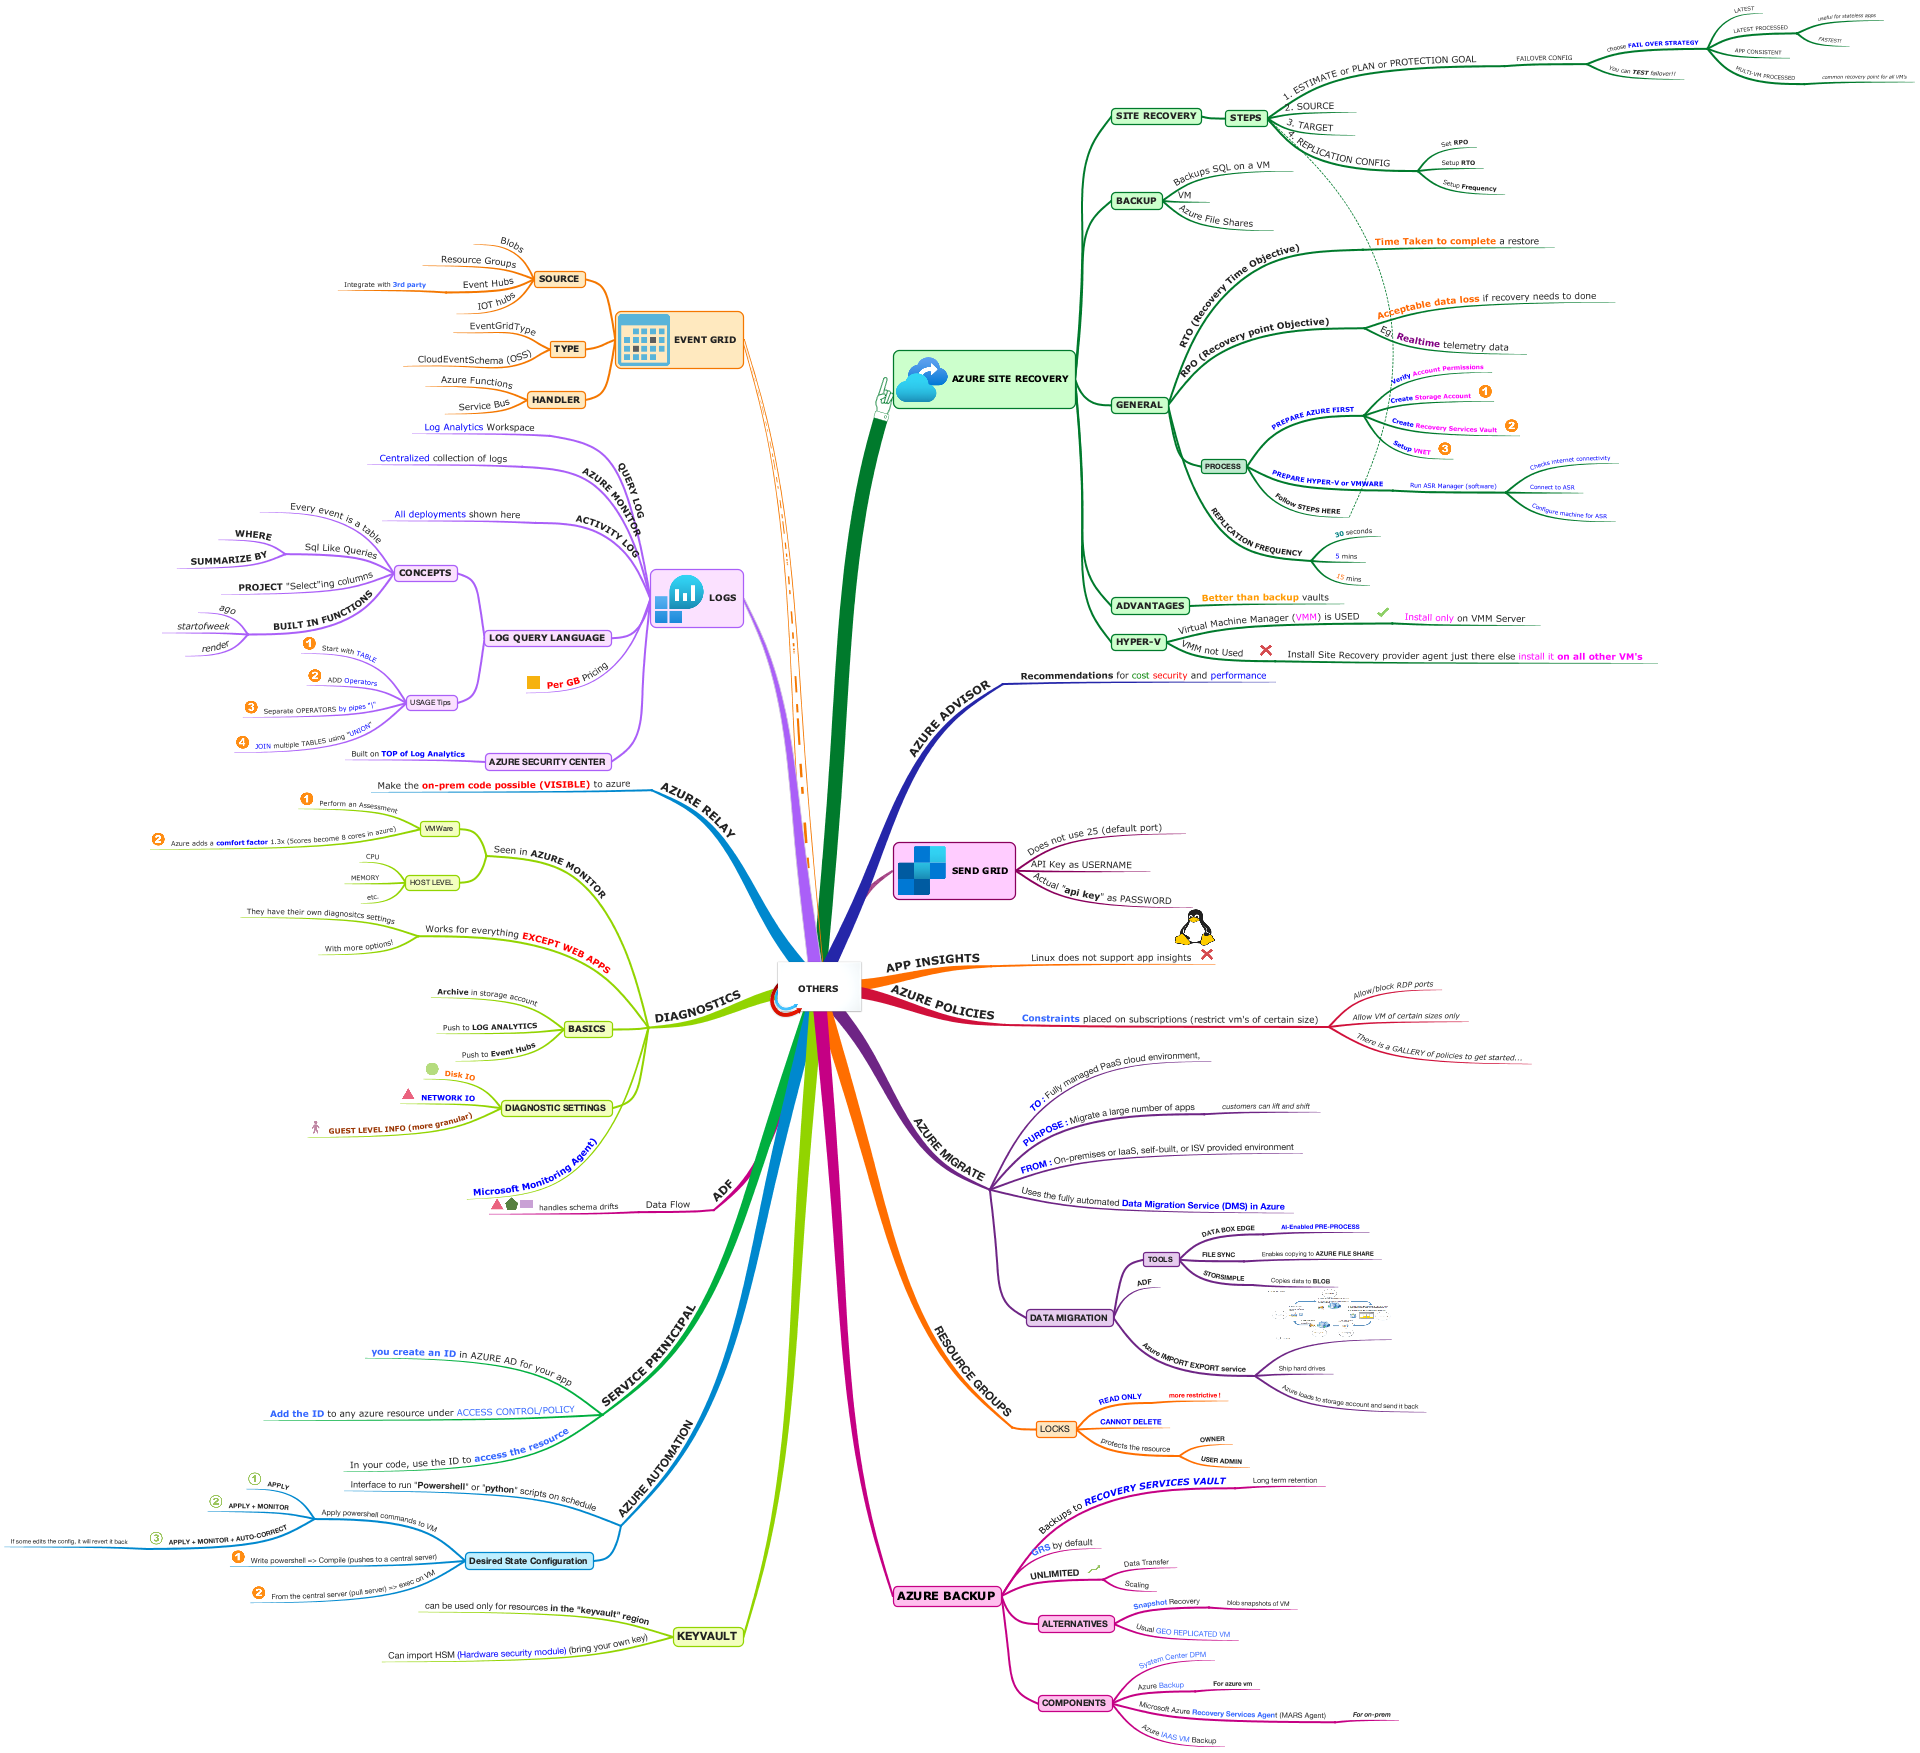 OTHERS
AZURE SITE RECOVERY
SITE RECOVERY
STEPS
1. ESTIMATE or PLAN or PROTECTION GOAL
FAILOVER CONFIG
choose FAIL OVER STRATEGY
LATEST
LATEST PROCESSED
useful for stateless apps
FASTEST!
APP CONSISTENT
MULTI-VM PROCESSED
common recovery point for all VM's
You can TEST failover!!
2. SOURCE
3. TARGET
4. REPLICATION CONFIG
Set RPO
Setup RTO
Setup Frequency
BACKUP
Backups SQL on a VM
VM
Azure File Shares
GENERAL
RTO (Recovery Time Objective)
Time Taken to complete a restore
RPO (Recovery point Objective)
Acceptable data loss if recovery needs to done
Eg. Realtime telemetry data
PROCESS
PREPARE AZURE FIRST
Verify Account Permissions
Create Storage Account 1
Create Recovery Services Vault 2
Setup VNET 3
PREPARE HYPER-V or VMWARE
Run ASR Manager (software)
Checks internet connectivity
Connect to ASR
Configure machine for ASR
Follow STEPS HERE
REPLICATION FREQUENCY
30 seconds
5 mins
15 mins
ADVANTAGES
Better than backup vaults
HYPER-V
Virtual Machine Manager (VMM) is USED
Install only on VMM Server
VMM not Used
Install Site Recovery provider agent just there else install it on all other VM's
AZURE ADVISOR
Recommendations for cost security and performance
SEND GRID
Does not use 25 (default port)
API Key as USERNAME
Actual "api key" as PASSWORD
APP INSIGHTS
Linux does not support app insights
AZURE POLICIES
Constraints placed on subscriptions (restrict vm's of certain size)
Allow/block RDP ports
Allow VM of certain sizes only
There is a GALLERY of policies to get started...
AZURE MIGRATE
TO : Fully managed PaaS cloud environment,
PURPOSE : Migrate a large number of apps
customers can lift and shift
FROM : On-premises or IaaS, self-built, or ISV provided environment
Uses the fully automated Data Migration Service (DMS) in Azure
DATA MIGRATION
TOOLS
DATA BOX EDGE
AI-Enabled PRE-PROCESS
FILE SYNC
Enables copying to AZURE FILE SHARE
STORSIMPLE
Copies data to BLOB
ADF
Azure IMPORT EXPORT service
Ship hard drives
Azure loads to storage account and send it back
RESOURCE GROUPS
LOCKS
READ ONLY
more restrictive !
CANNOT DELETE
protects the resource
OWNER
USER ADMIN
AZURE BACKUP
Backups to RECOVERY SERVICES VAULT
Long term retention
GRS by default
UNLIMITED
Data Transfer
Scaling
ALTERNATIVES
Snapshot Recovery
blob snapshots of VM
Usual GEO REPLICATED VM
COMPONENTS
System Center DPM
Azure Backup
For azure vm
Microsoft Azure Recovery Services Agent (MARS Agent)
For on-prem
Azure IAAS VM Backup
EVENT GRID
SOURCE
Blobs
Resource Groups
Event Hubs
Integrate with 3rd party
IOT hubs
TYPE
EventGridType
CloudEventSchema (OSS)
HANDLER
Azure Functions
Service Bus
LOGS
QUERY LOG
Log Analytics Workspace
AZURE MONITOR
Centralized collection of logs
ACTIVITY LOG
All deployments shown here
LOG QUERY LANGUAGE
CONCEPTS
Every event is a table
Sql Like Queries
WHERE
SUMMARIZE BY
PROJECT "Select"ing columns
BUILT IN FUNCTIONS
ago
startofweek
render
USAGE Tips
1 Start with TABLE
2 ADD Operators
3 Separate OPERATORS by pipes "|"
4 JOIN multiple TABLES using "UNION"
Per GB Pricing
AZURE SECURITY CENTER
Built on TOP of Log Analytics
AZURE RELAY
Make the on-prem code possible (VISIBLE) to azure
DIAGNOSTICS
Seen in AZURE MONITOR
VMWare
1 Perform an Assessment
2 Azure adds a comfort factor 1.3x (5cores become 8 cores in azure)
HOST LEVEL
CPU
MEMORY
etc.
Works for everything EXCEPT WEB APPS
They have their own diagnositcs settings
With more options!
BASICS
Archive in storage account
Push to LOG ANALYTICS
Push to Event Hubs
DIAGNOSTIC SETTINGS
Disk IO
NETWORK IO
GUEST LEVEL INFO (more granular)
Microsoft Monitoring Agent)
ADF
Data Flow
handles schema drifts
SERVICE PRINICIPAL
you create an ID in AZURE AD for your app
Add the ID to any azure resource under ACCESS CONTROL/POLICY
In your code, use the ID to access the resource
AZURE AUTOMATION
Interface to run "Powershell" or "python" scripts on schedule
Desired State Configuration
Apply powershell commands to VM
1 APPLY
2 APPLY + MONITOR
3 APPLY + MONITOR + AUTO-CORRECT
If some edits the config, it will revert it back
1 Write powershell => Compile (pushes to a central server)
2 From the central server (pull server) => exec on VM
KEYVAULT
can be used only for resources in the "keyvault" region
Can import HSM (Hardware security module) (bring your own key)